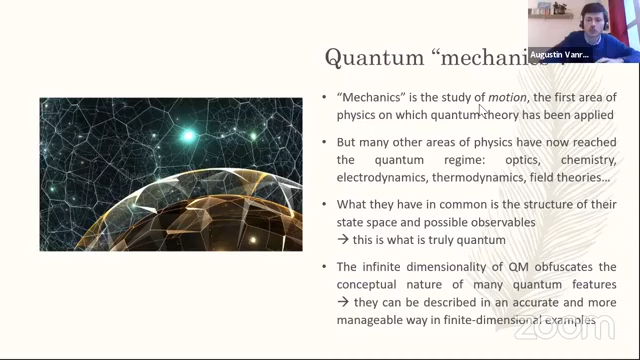 Augustin Vanr...
Quantum “mechanics”
• “Mechanics” is the study of motion, the first area of
physics on which quantum theory has been applied
• But many other areas of physics have now reached
the quantum regime: optics, chemistry,
electrodynamics, thermodynamics, field theories…
• What they have in common is the structure of their
state space and possible observables
→ this is what is truly quantum
• The infinite dimensionality of QM obfuscates the
conceptual nature of many quantum features
→ they can be described in an accurate and more
manageable way in finite-dimensional examples
zoom